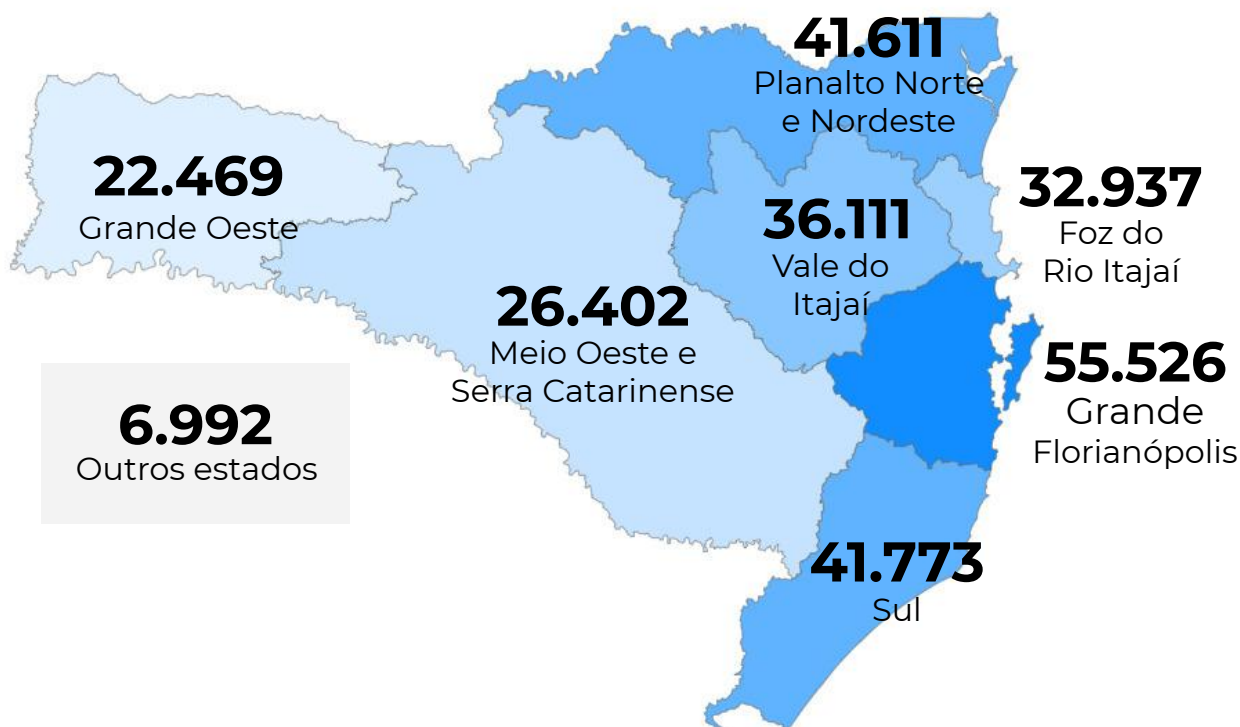 41.611
Planalto Norte
e Nordeste
22.469
Grande Oeste
36.111
Vale do
Itajaí
32.937
Foz do
Rio Itajaí
26.402
Meio Oeste e
Serra Catarinense
55.526
Grande
Florianópolis
6.992
Outros estados
41.773
Sul